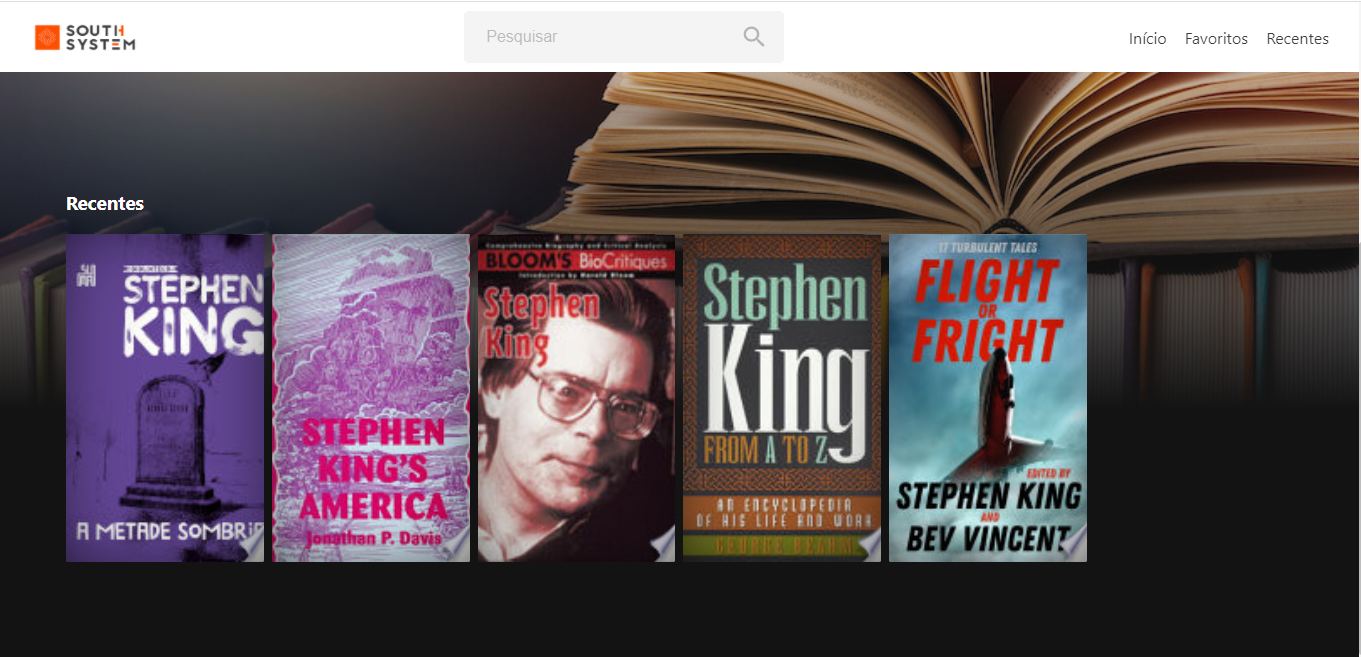 SOUTH
SYSTEM
Pesquisar
Início Favoritos Recentes
Recentes
STEPHEN
KING
A METADE SOMBRIA
STEPHEN
KING'S
AMERICA
Jonathan P. Davis
Comprehensive Biography and Critical Analysis
BLOOM'S BioCritiques
Introduction by Harold Bloom
Stephen
King
Stephen
King
FROM A TO Z
AN ENCYCLOPEDIA
OF HIS LIFE AND WORK
GEORGE BEAHM
17 TURBULENT TALES
FLIGHT
OR
FRIGHT
EDITED BY
STEPHEN KING
AND
BEV VINCENT